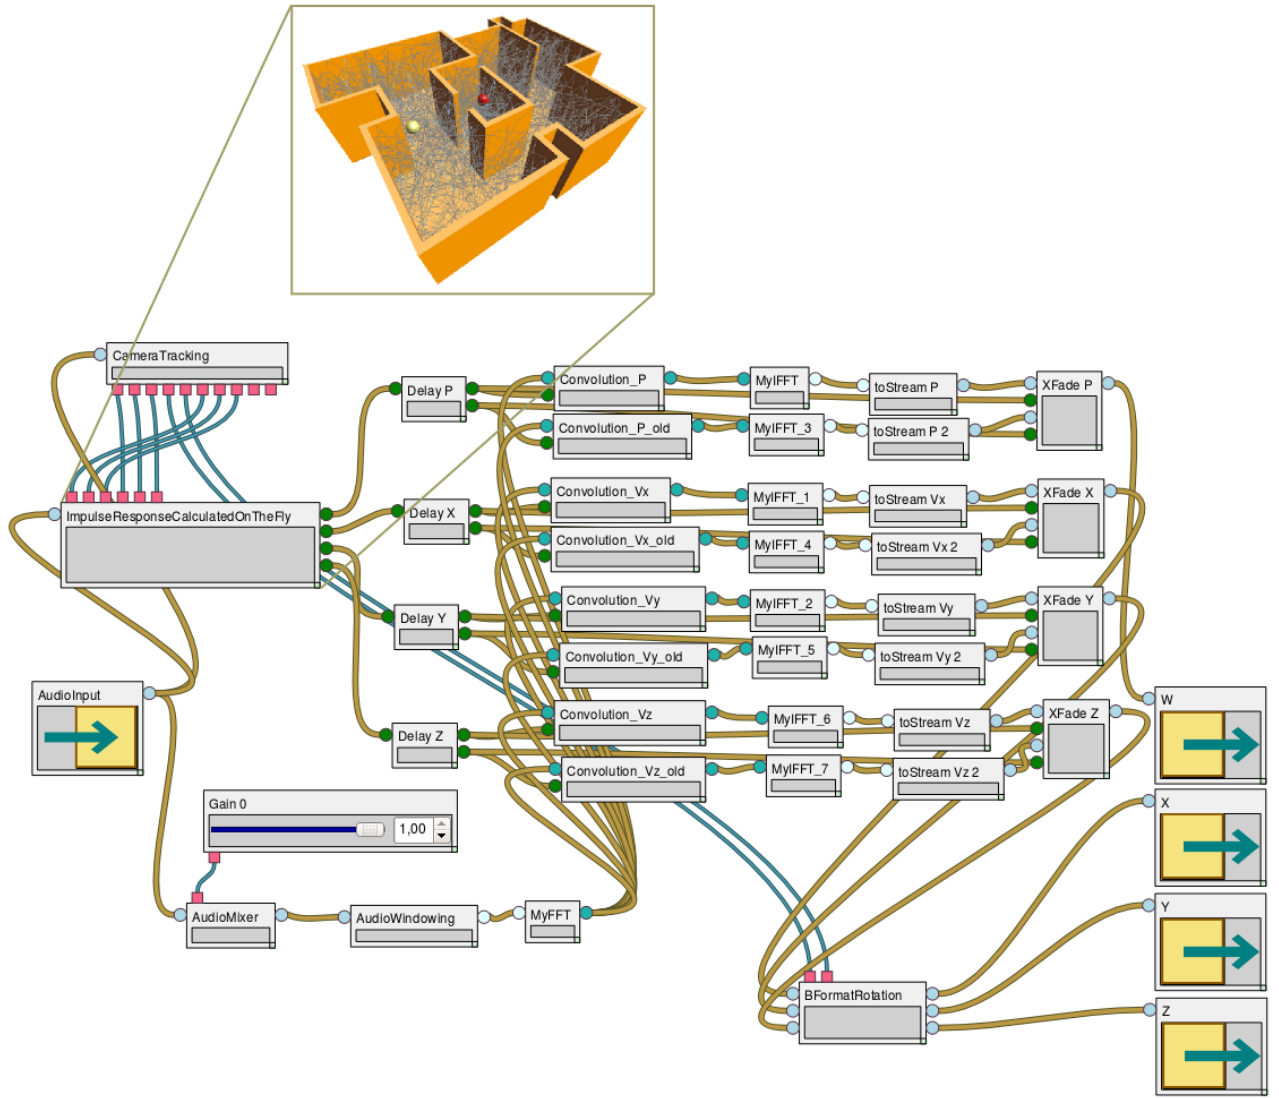 CameraTracking
Delay P
Convolution_P
MyIFFT
toStream P
XFade P
Convolution_P_old
MyIFFT_3
toStream P 2
ImpulseResponseCalculatedOnTheFly
Delay X
Convolution_Vx
MyIFFT_1
toStream Vx
XFade X
Convolution_Vx_old
MyIFFT_4
toStream Vx 2
Delay Y
Convolution_Vy
MyIFFT_2
toStream Vy
XFade Y
Convolution_Vy_old
MyIFFT_5
toStream Vy 2
AudioInput
Delay Z
Convolution_Vz
MyIFFT_6
toStream Vz
XFade Z
W
Convolution_Vz_old
MyIFFT_7
toStream Vz 2
Gain 0
1,00
X
AudioMixer
AudioWindowing
MyFFT
Y
BFormatRotation
Z